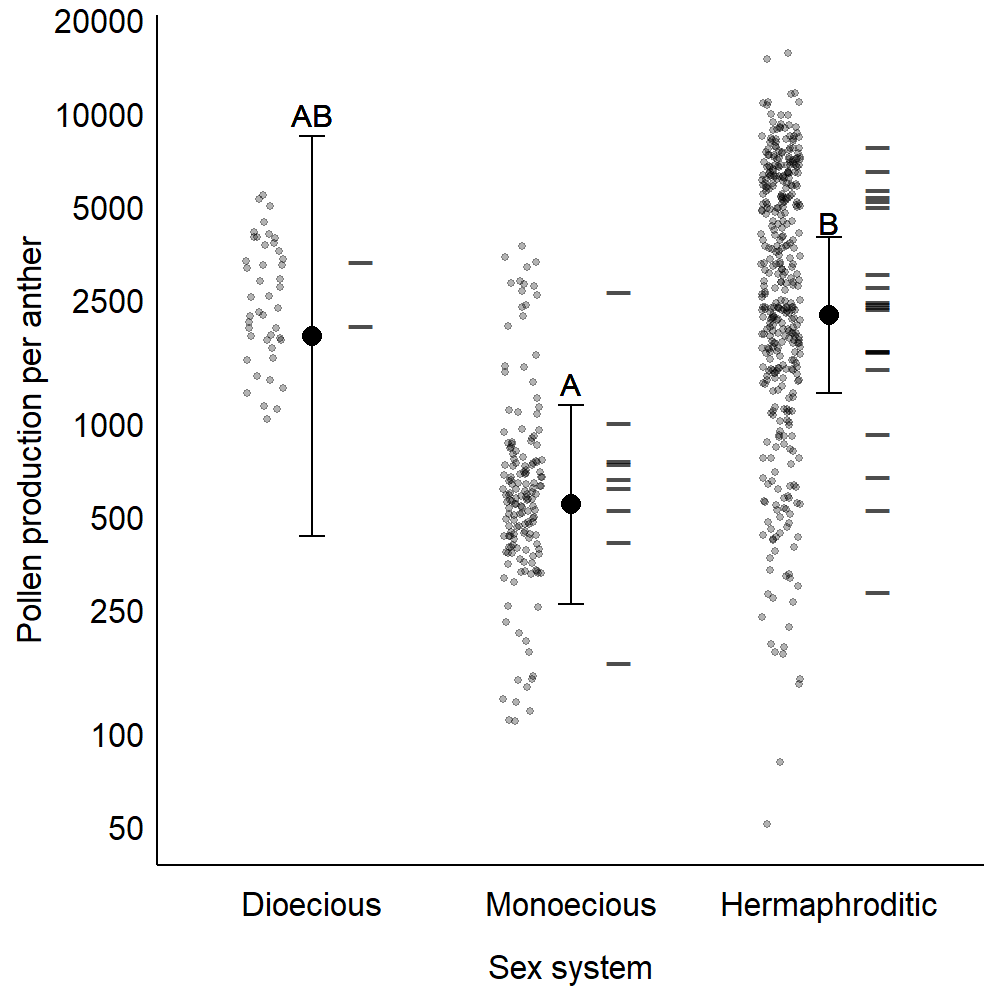 20000
10000
5000
2500
1000
500
250
100
50
Pollen production per anther
AB
A
B
Dioecious Monoecious Hermaphroditic
Sex system